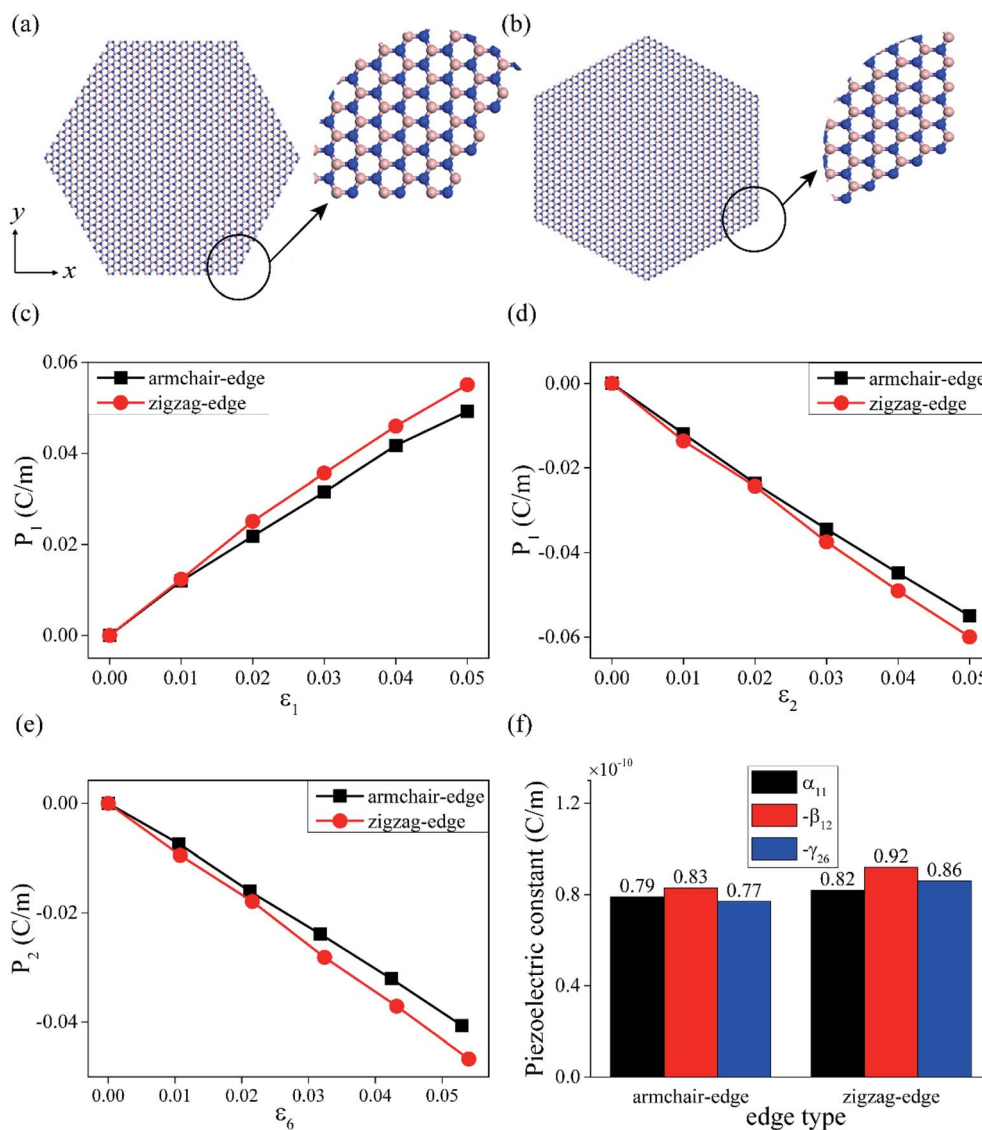 (a)
(b)
y
x
(c)
0.06
0.04
0.02
0.00
P1 (C/m)
armchair-edge
zigzag-edge
0.00 0.01 0.02 0.03 0.04 0.05
ε1
(d)
0.00
-0.02
-0.04
-0.06
P1 (C/m)
armchair-edge
zigzag-edge
0.00 0.01 0.02 0.03 0.04 0.05
ε2
(e)
0.00
-0.02
-0.04
P2 (C/m)
armchair-edge
zigzag-edge
0.00 0.01 0.02 0.03 0.04 0.05
ε6
(f)
×10-10
1.2
0.8
0.4
0.0
Piezoelectric constant (C/m)
α11
-β12
-γ26
0.79 0.83 0.77 0.82 0.92 0.86
armchair-edge zigzag-edge
edge type